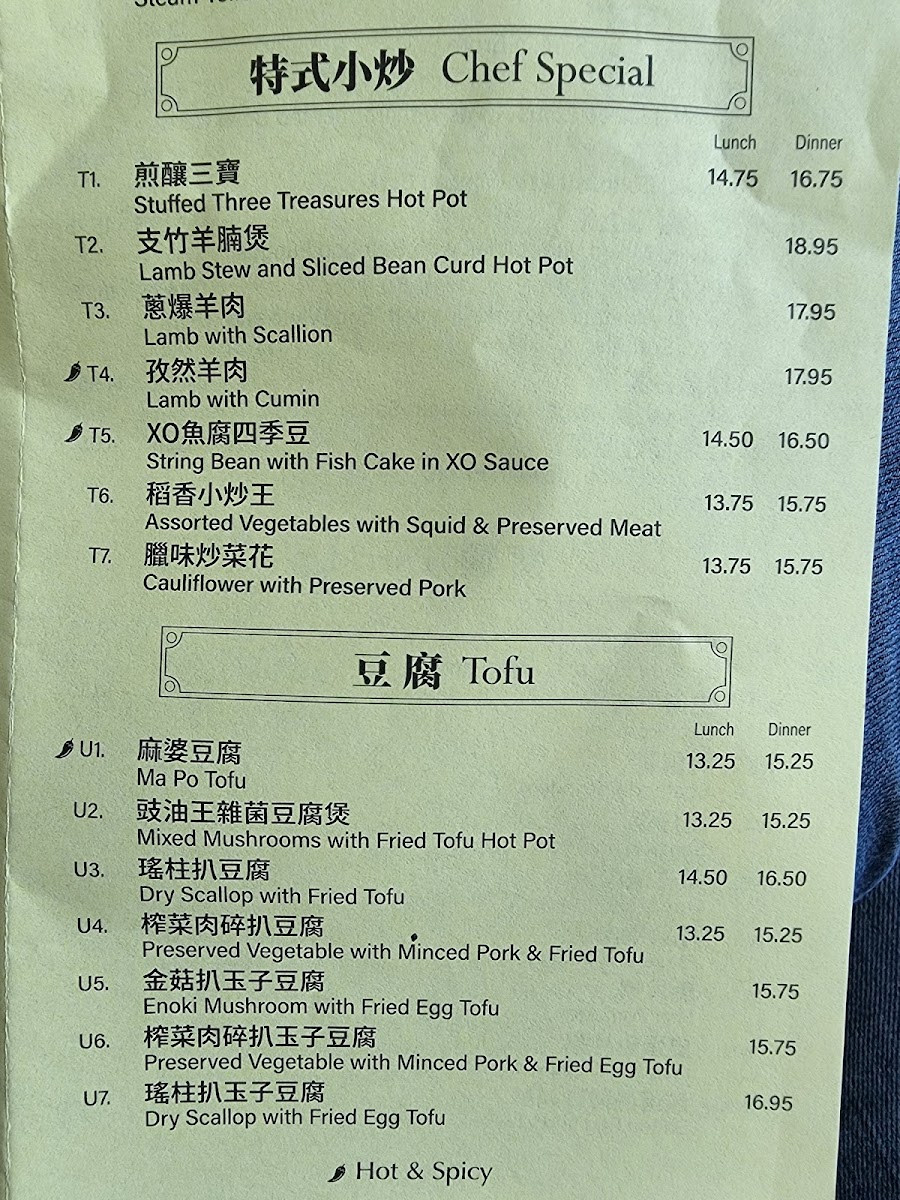 特式小炒 Chef Special
Lunch Dinner
T1. 煎釀三寶 14.75 16.75
Stuffed Three Treasures Hot Pot
T2. 支竹羊腩煲 18.95
Lamb Stew and Sliced Bean Curd Hot Pot
T3. 蔥爆羊肉 17.95
Lamb with Scallion
T4. 孜然羊肉 17.95
Lamb with Cumin
T5. XO魚腐四季豆 14.50 16.50
String Bean with Fish Cake in XO Sauce
T6. 稻香小炒王 13.75 15.75
Assorted Vegetables with Squid & Preserved Meat
T7. 臘味炒菜花 13.75 15.75
Cauliflower with Preserved Pork
豆腐 Tofu
Lunch Dinner
U1. 麻婆豆腐 13.25 15.25
Ma Po Tofu
U2. 豉油王雜菌豆腐煲 13.25 15.25
Mixed Mushrooms with Fried Tofu Hot Pot
U3. 瑤柱扒豆腐 14.50 16.50
Dry Scallop with Fried Tofu
U4. 榨菜肉碎扒豆腐 13.25 15.25
Preserved Vegetable with Minced Pork & Fried Tofu
U5. 金菇扒玉子豆腐 15.75
Enoki Mushroom with Fried Egg Tofu
U6. 榨菜肉碎扒玉子豆腐 15.75
Preserved Vegetable with Minced Pork & Fried Egg Tofu
U7. 瑤柱扒玉子豆腐 16.95
Dry Scallop with Fried Egg Tofu
Hot & Spicy